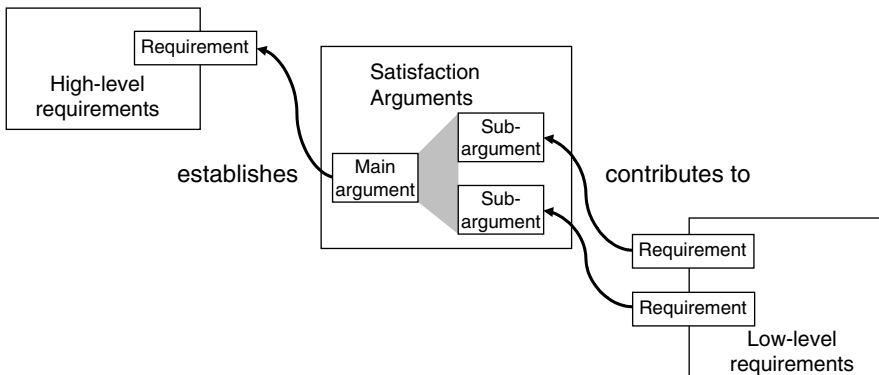 Requirement
High-level
requirements
establishes
Satisfaction
Arguments
Main
argument
Sub-
argument
Sub-
argument
contributes to
Requirement
Requirement
Low-level
requirements